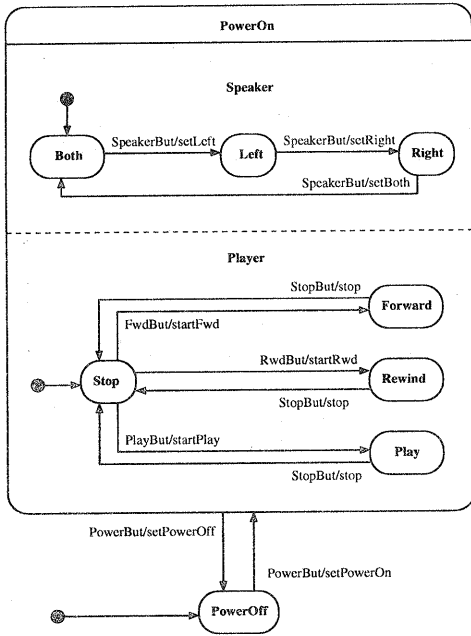 PowerOn
Speaker
SpeakerBut/setLeft
SpeakerBut/setRight
Both
Left
Right
SpeakerBut/setBoth
Player
StopBut/stop
Forward
FwdBut/startFwd
RwdBut/startRwd
Stop
Rewind
StopBut/stop
PlayBut/startPlay
Play
StopBut/stop
PowerBut/setPowerOff
PowerBut/setPowerOn
PowerOff